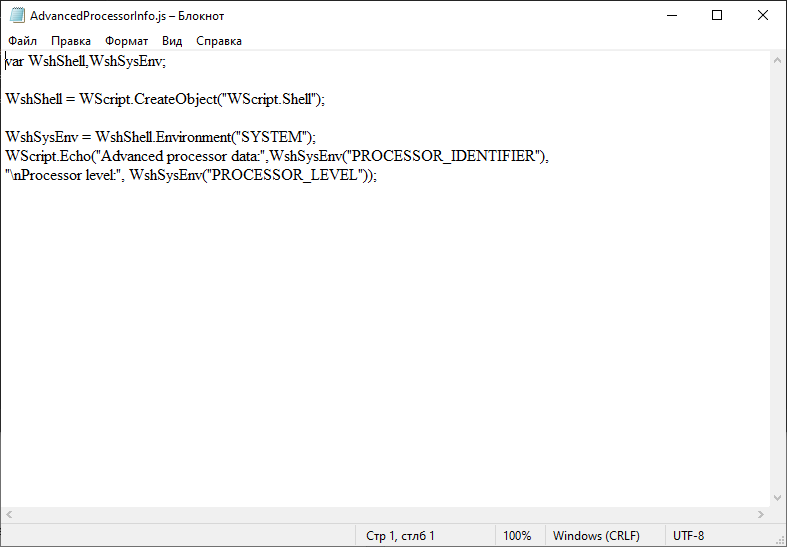 AdvancedProcessorInfo.js – Блокнот
Файл Правка Формат Вид Справка
var WshShell,WshSysEnv;
WshShell = WScript.CreateObject("WScript.Shell");
WshSysEnv = WshShell.Environment("SYSTEM");
WScript.Echo("Advanced processor data:",WshSysEnv("PROCESSOR_IDENTIFIER"),
"\nProcessor level:", WshSysEnv("PROCESSOR_LEVEL"));
Стр 1, стлб 1 100% Windows (CRLF) UTF-8